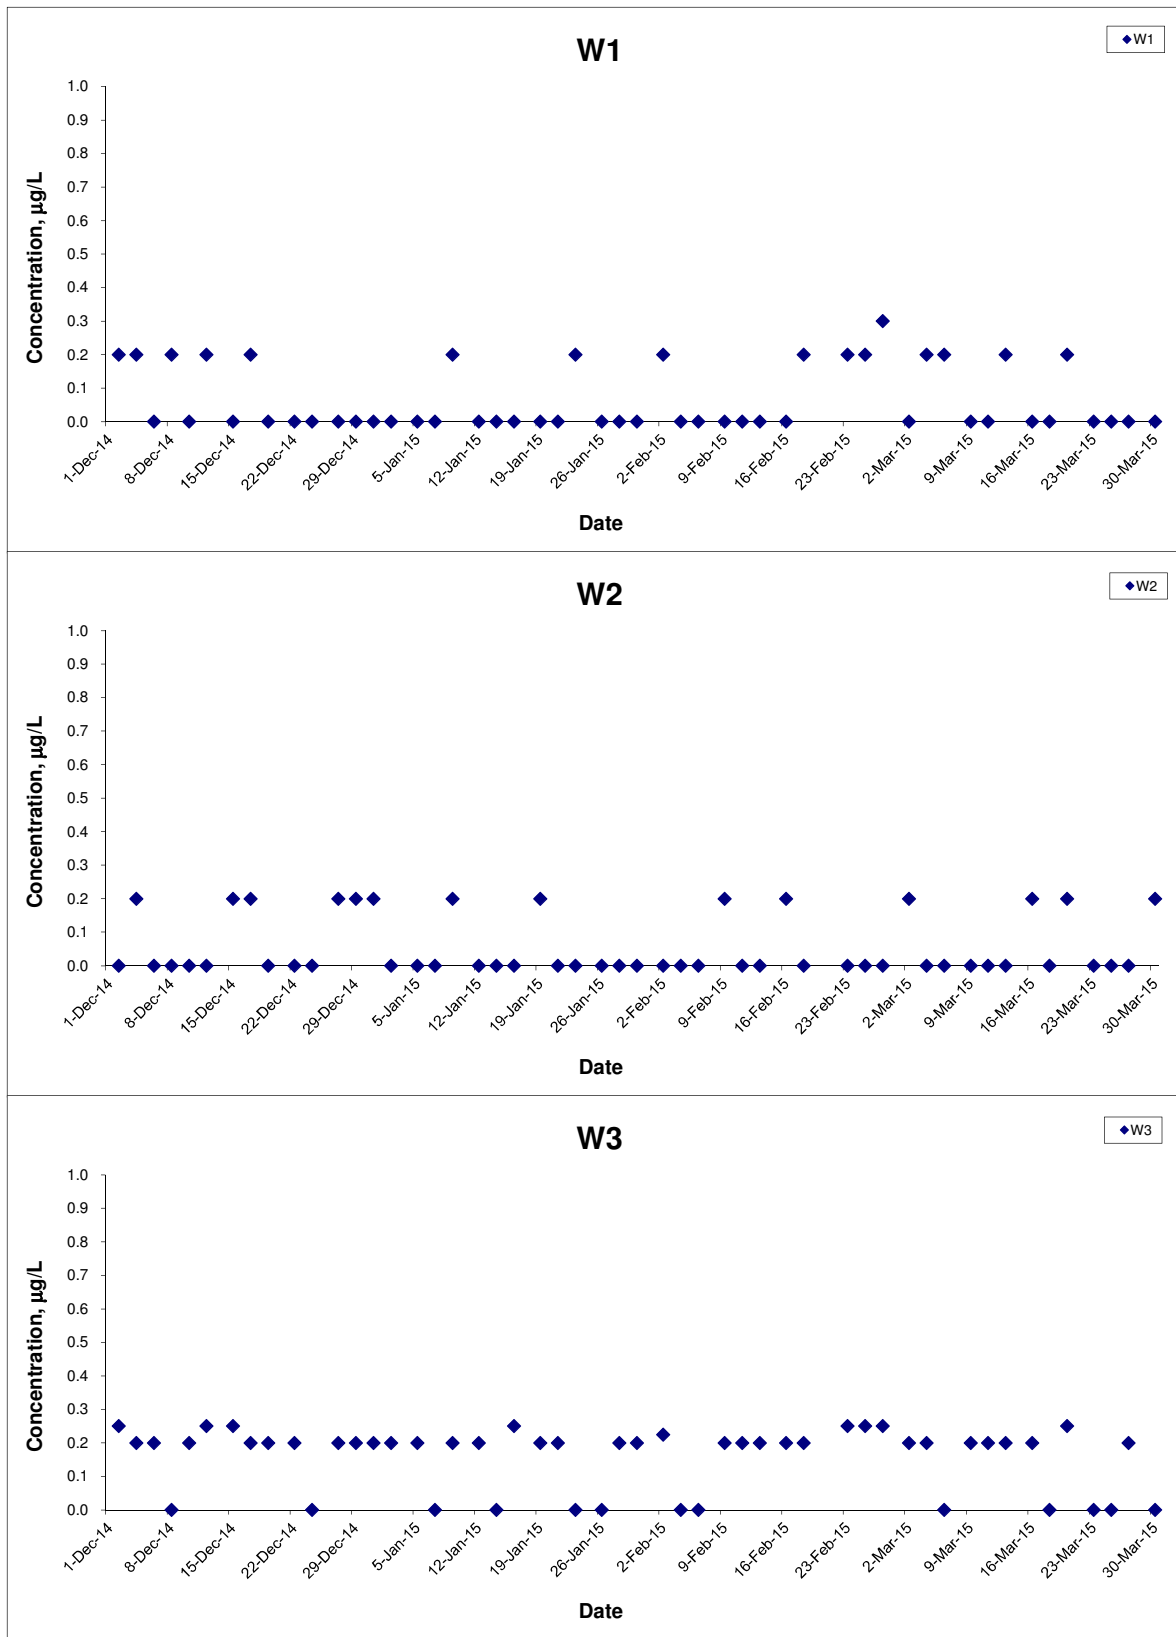 W1
W1
1.0
0.9
0.8
0.7
0.6
0.5
0.4
0.3
0.2
0.1
0.0
Concentration, µg/L
1-Dec-14
8-Dec-14
15-Dec-14
22-Dec-14
29-Dec-14
5-Jan-15
12-Jan-15
19-Jan-15
26-Jan-15
2-Feb-15
9-Feb-15
16-Feb-15
23-Feb-15
2-Mar-15
9-Mar-15
16-Mar-15
23-Mar-15
30-Mar-15
Date
W2
W2
1.0
0.9
0.8
0.7
0.6
0.5
0.4
0.3
0.2
0.1
0.0
Concentration, µg/L
1-Dec-14
8-Dec-14
15-Dec-14
22-Dec-14
29-Dec-14
5-Jan-15
12-Jan-15
19-Jan-15
26-Jan-15
2-Feb-15
9-Feb-15
16-Feb-15
23-Feb-15
2-Mar-15
9-Mar-15
16-Mar-15
23-Mar-15
30-Mar-15
Date
W3
W3
1.0
0.9
0.8
0.7
0.6
0.5
0.4
0.3
0.2
0.1
0.0
Concentration, µg/L
1-Dec-14
8-Dec-14
15-Dec-14
22-Dec-14
29-Dec-14
5-Jan-15
12-Jan-15
19-Jan-15
26-Jan-15
2-Feb-15
9-Feb-15
16-Feb-15
23-Feb-15
2-Mar-15
9-Mar-15
16-Mar-15
23-Mar-15
30-Mar-15
Date